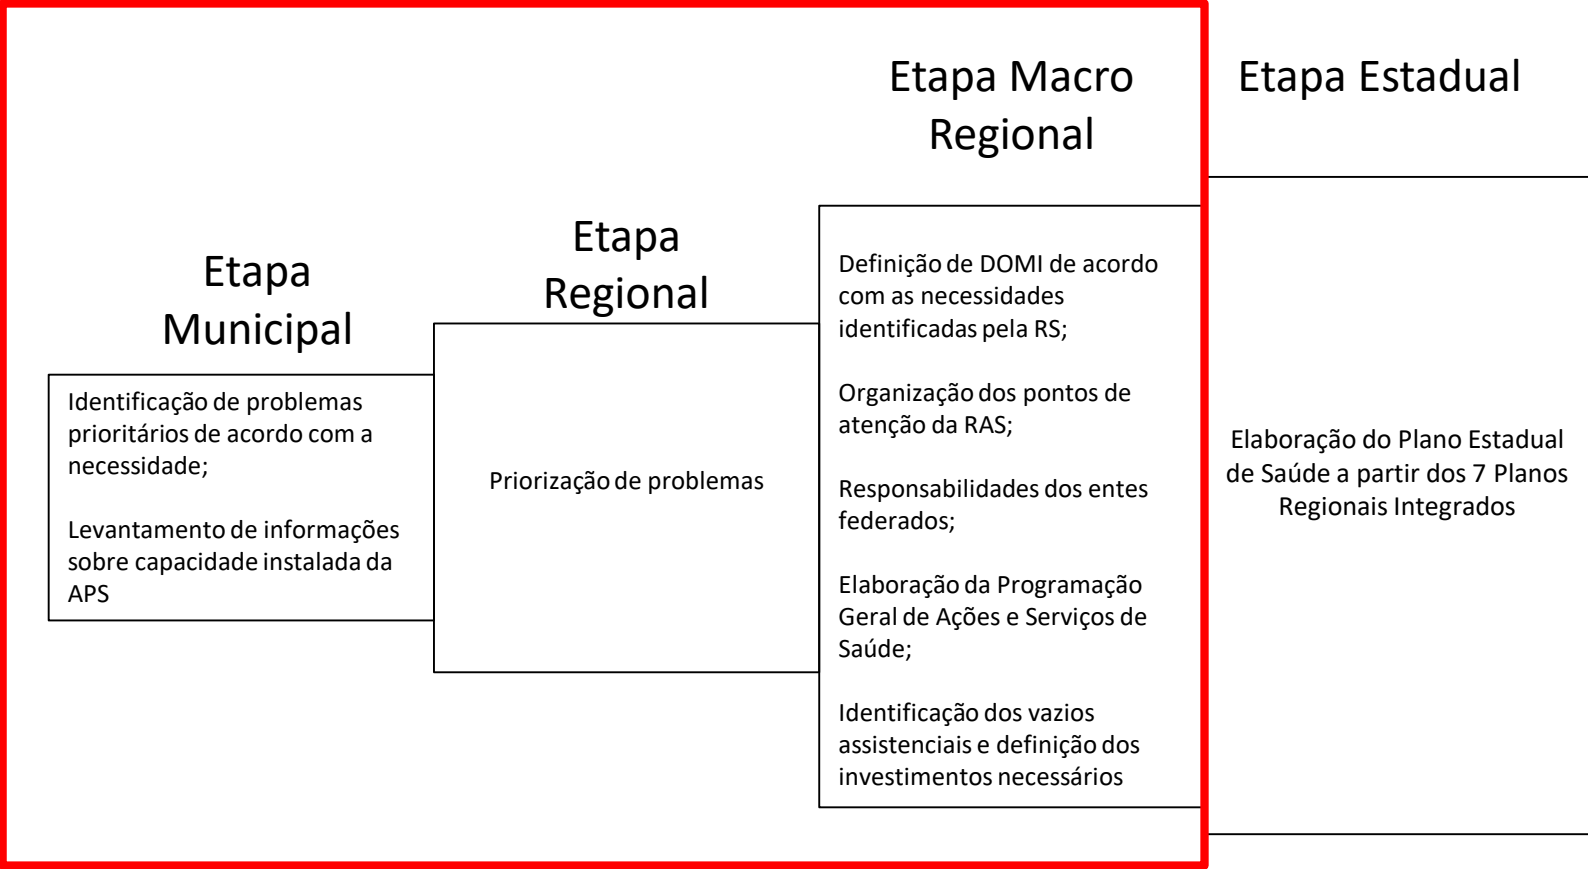 Etapa
Municipal
Identificação de problemas
prioritários de acordo com a
necessidade;
Levantamento de informações
sobre capacidade instalada da
APS
Etapa
Regional
Priorização de problemas
Etapa Macro
Regional
Definição de DOMI de acordo
com as necessidades
identificadas pela RS;
Organização dos pontos de
atenção da RAS;
Responsabilidades dos entes
federados;
Elaboração da Programação
Geral de Ações e Serviços de
Saúde;
Identificação dos vazios
assistenciais e definição dos
investimentos necessários
Etapa Estadual
Elaboração do Plano Estadual
de Saúde a partir dos 7 Planos
Regionais Integrados